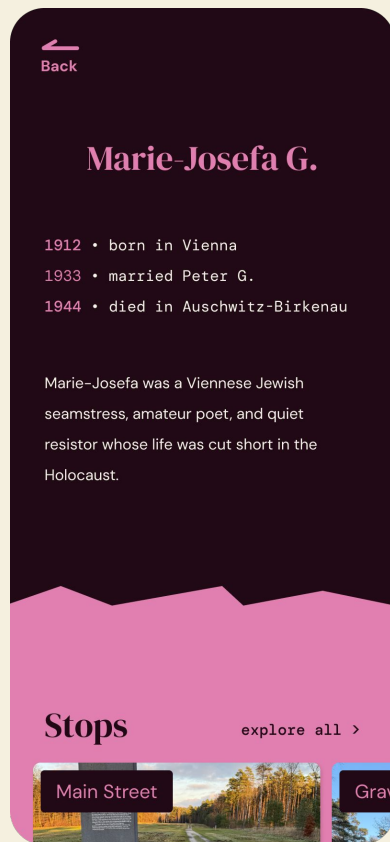 Back
Marie-Josefa G.
1912 • born in Vienna
1933 • married Peter G.
1944 • died in Auschwitz-Birkenau
Marie-Josefa was a Viennese Jewish
seamstress, amateur poet, and quiet
resistor whose life was cut short in the
Holocaust.
Stops
explore all >
Main Street